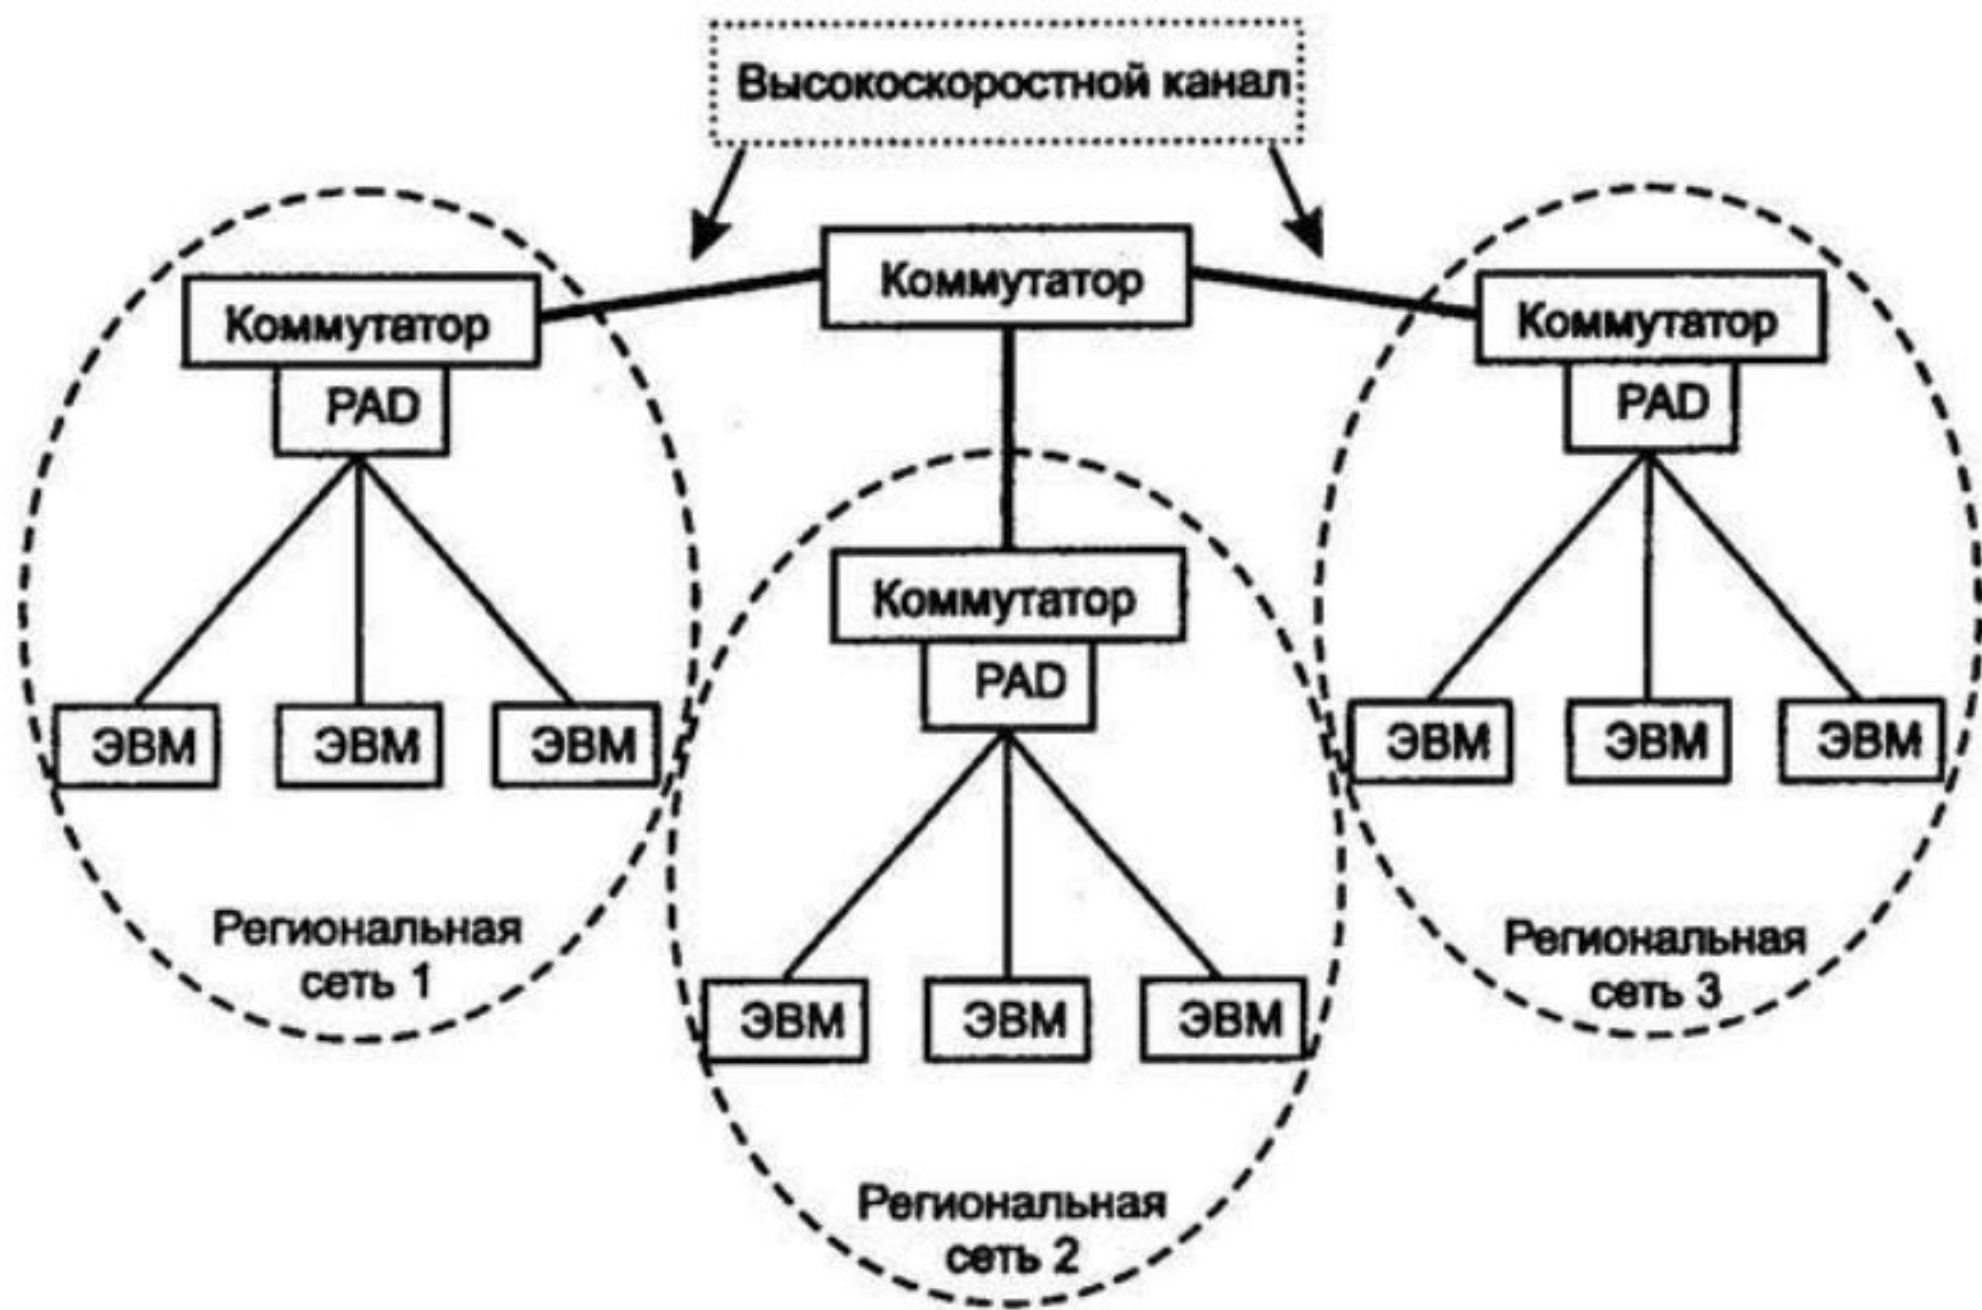 Высокоскоростной канал
Коммутатор
Коммутатор
PAD
ЭВМ
ЭВМ
ЭВМ
Региональная
сеть 1
Коммутатор
PAD
ЭВМ
ЭВМ
ЭВМ
Региональная
сеть 2
Коммутатор
PAD
ЭВМ
ЭВМ
ЭВМ
Региональная
сеть 3